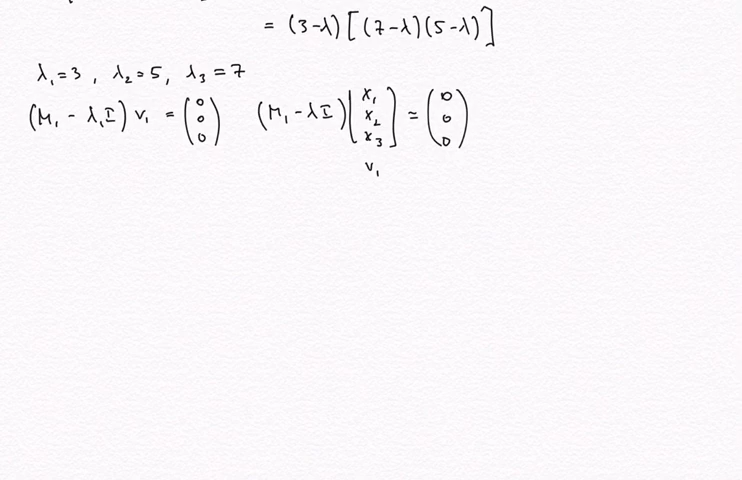 = (3-λ)[(7-λ)(5-λ)]
λ₁=3, λ₂=5, λ₃=7
(M₁ - λ₁I) v₁ = (0 0 0) (M₁ - λI)[x₁ x₂ x₃] = (0 0 0)
v₁